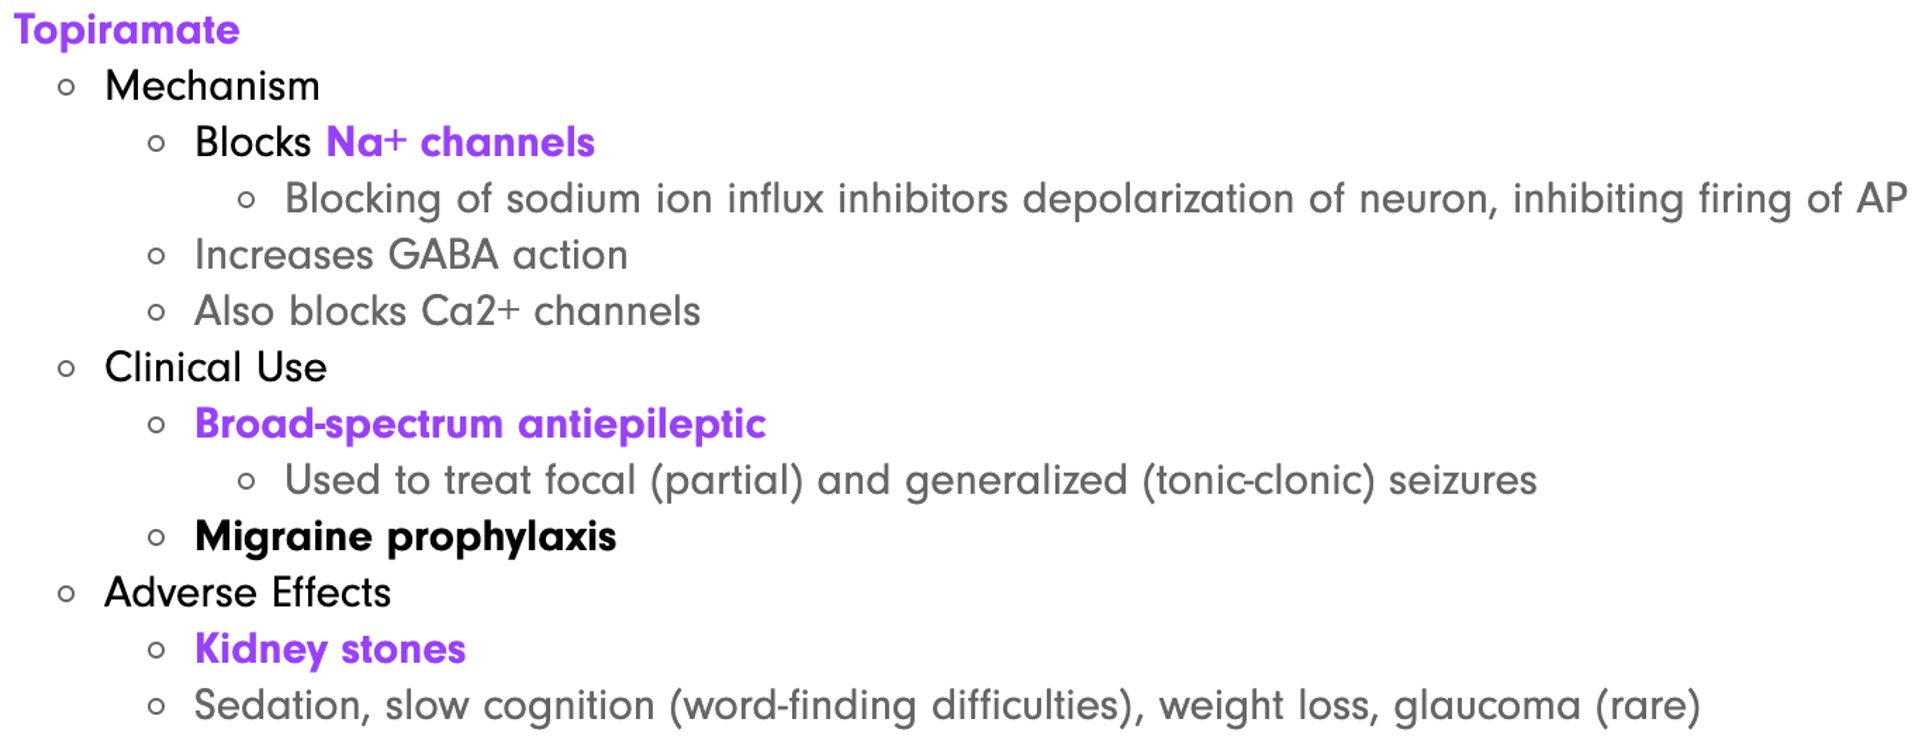 Topiramate
Mechanism
Blocks Na+ channels
Blocking of sodium ion influx inhibitors depolarization of neuron, inhibiting firing of AP
Increases GABA action
Also blocks Ca2+ channels
Clinical Use
Broad-spectrum antiepileptic
Used to treat focal (partial) and generalized (tonic-clonic) seizures
Migraine prophylaxis
Adverse Effects
Kidney stones
Sedation, slow cognition (word-finding difficulties), weight loss, glaucoma (rare)